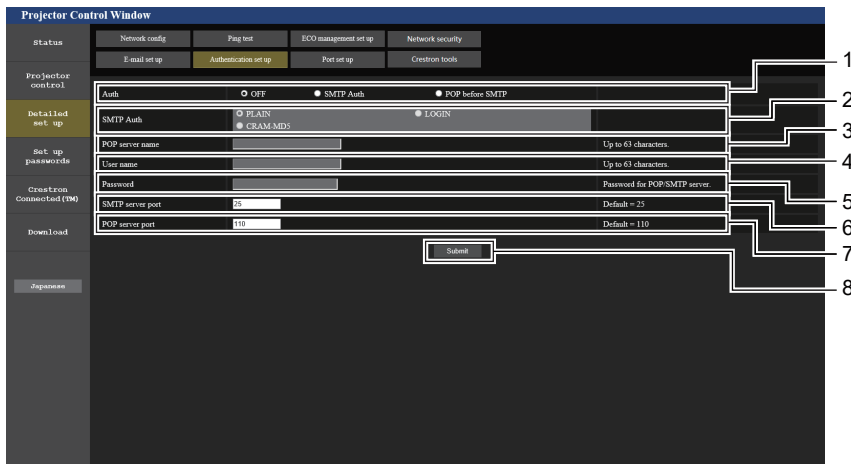 Projector Control Window
Status
Network config
Ping test
ECO management set up
Network security
E-mail set up
Authentication set up
Port set up
Crestron tools
Projector
control
Auth
OFF
SMTP Auth
POP before SMTP
1
Detailed
set up
SMTP Auth
PLAIN
LOGIN
CRAM-MD5
2
POP server name
Up to 63 characters.
3
Set up
passwords
User name
Up to 63 characters.
4
Crestron
Connected(TM)
Password
Password for POP/SMTP server.
5
SMTP server port
25
Default = 25
6
Download
POP server port
110
Default = 110
7
Submit
8
Japanese